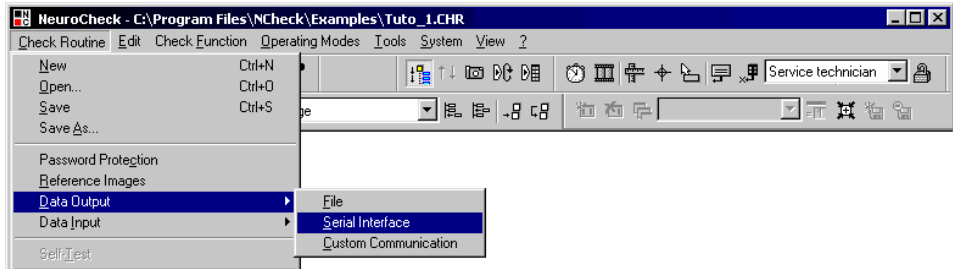 NeuroCheck - C:\Program Files\NCheck\Examples\Tuto_1.CHR
Check Routine Edit Check Function Operating Modes Tools System View ?
New Ctrl+N
Open... Ctrl+O
Service technician
Save Ctrl+S
Save As...
Password Protection
Reference Images
Data Output
File
Data Input
Serial Interface
Custom Communication
Self-Test